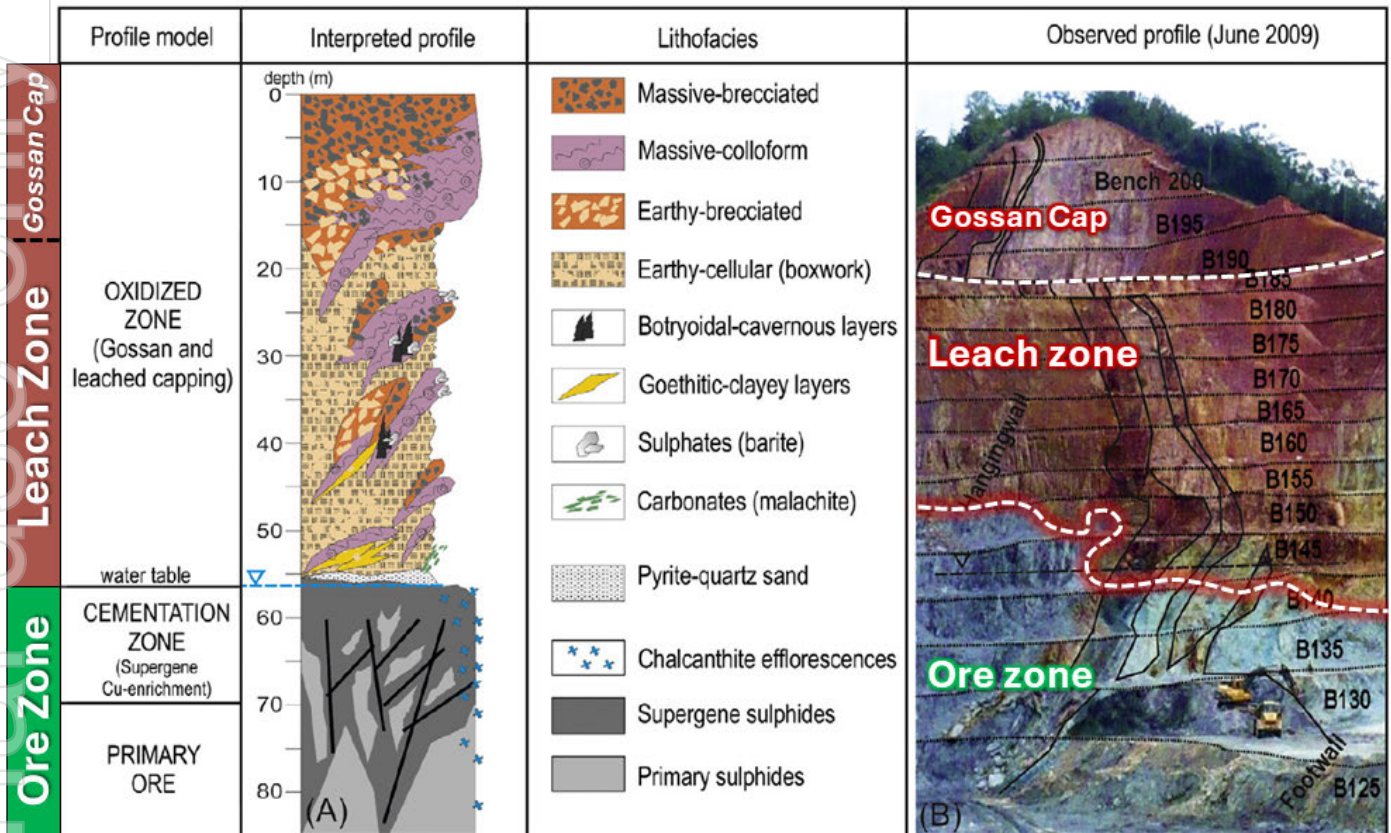 Profile model
Interpreted profile
Lithofacies
Observed profile (June 2009)
Gossan Cap
Leach Zone
Ore Zone
OXIDIZED
ZONE
(Gossan and
leached capping)
water table
CEMENTATION
ZONE
(Supergene
Cu-enrichment)
PRIMARY
ORE
depth (m)
0
10
20
30
40
50
60
70
80
(A)
Massive-brecciated
Massive-colloform
Earthy-brecciated
Earthy-cellular (boxwork)
Botryoidal-cavernous layers
Goethitic-clayey layers
Sulphates (barite)
Carbonates (malachite)
Pyrite-quartz sand
Chalcanthite efflorescences
Supergene sulphides
Primary sulphides
Bench 200
Gossan Cap
B195
B190
B185
B180
Leach zone
B175
B170
B165
Hangingwall
B160
B155
B150
B145
B140
B135
Ore zone
B130
Footwall
B125
(B)